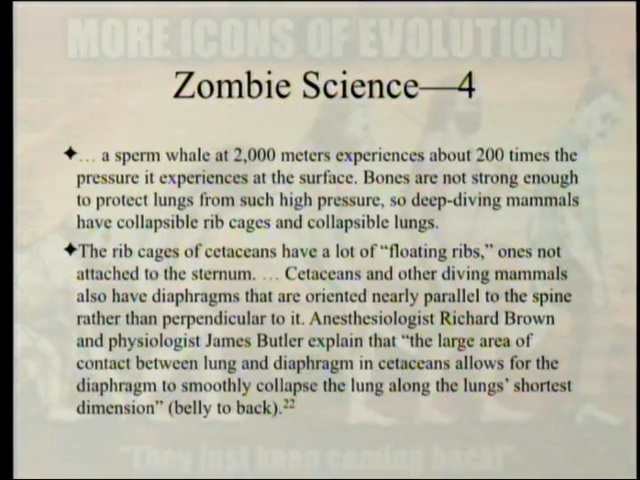 MORE ICONS OF EVOLUTION
Zombie Science—4
✦… a sperm whale at 2,000 meters experiences about 200 times the
pressure it experiences at the surface. Bones are not strong enough
to protect lungs from such high pressure, so deep-diving mammals
have collapsible rib cages and collapsible lungs.
✦The rib cages of cetaceans have a lot of “floating ribs,” ones not
attached to the sternum. … Cetaceans and other diving mammals
also have diaphragms that are oriented nearly parallel to the spine
rather than perpendicular to it. Anesthesiologist Richard Brown
and physiologist James Butler explain that “the large area of
contact between lung and diaphragm in cetaceans allows for the
diaphragm to smoothly collapse the lung along the lungs’ shortest
dimension” (belly to back).²²
"They just keep coming back!"